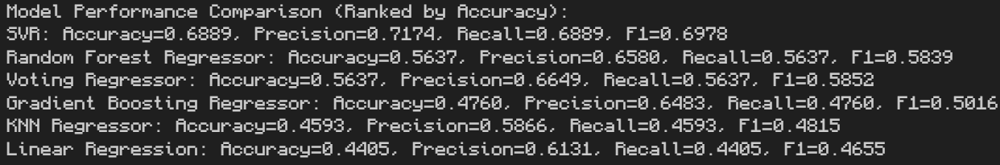 Model Performance Comparison (Ranked by Accuracy):
SVR: Accuracy=0.6889, Precision=0.7174, Recall=0.6889, F1=0.6978
Random Forest Regressor: Accuracy=0.5637, Precision=0.6580, Recall=0.5637, F1=0.5839
Voting Regressor: Accuracy=0.5637, Precision=0.6649, Recall=0.5637, F1=0.5852
Gradient Boosting Regressor: Accuracy=0.4760, Precision=0.6483, Recall=0.4760, F1=0.5016
KNN Regressor: Accuracy=0.4593, Precision=0.5866, Recall=0.4593, F1=0.4815
Linear Regression: Accuracy=0.4405, Precision=0.6131, Recall=0.4405, F1=0.4655